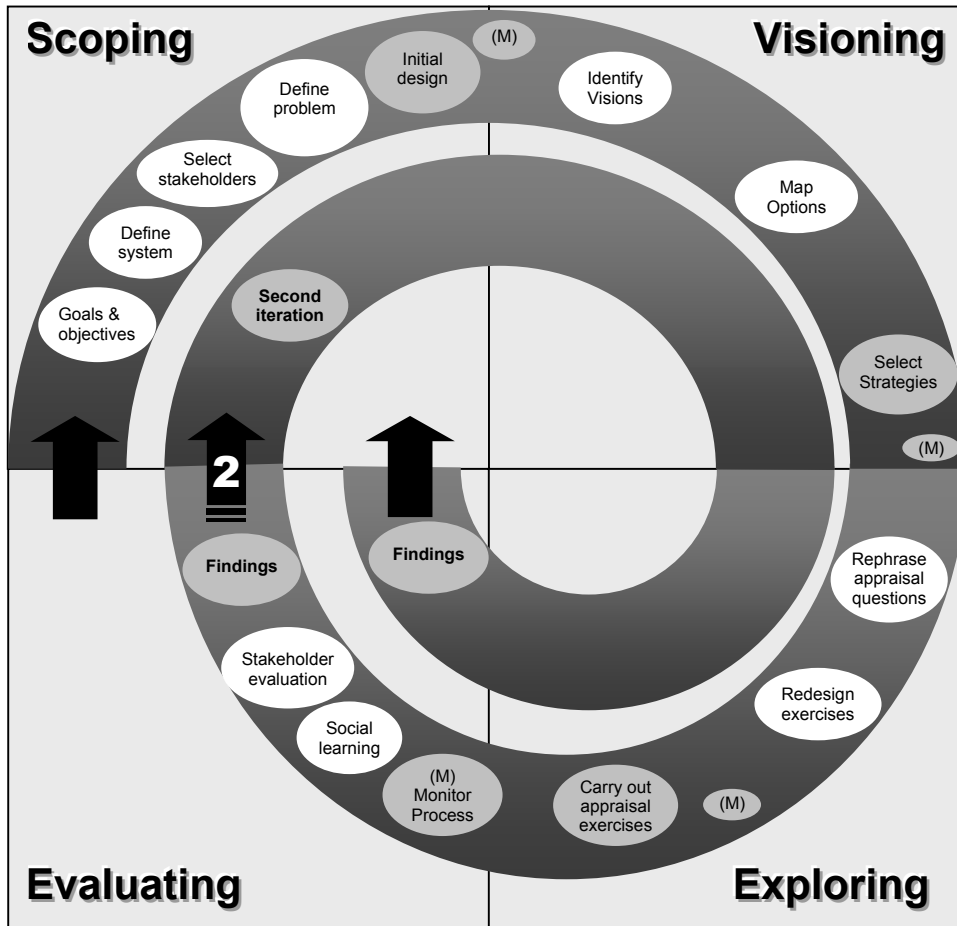 Scoping
Visioning
Goals &
objectives
Define
system
Select
stakeholders
Define
problem
Initial
design
(M)
Identify
Visions
Map
Options
Select
Strategies
(M)
Rephrase
appraisal
questions
Redesign
exercises
(M)
Carry out
appraisal
exercises
(M)
Monitor
Process
Social
learning
Stakeholder
evaluation
Findings
2
Second
iteration
Findings
Evaluating
Exploring